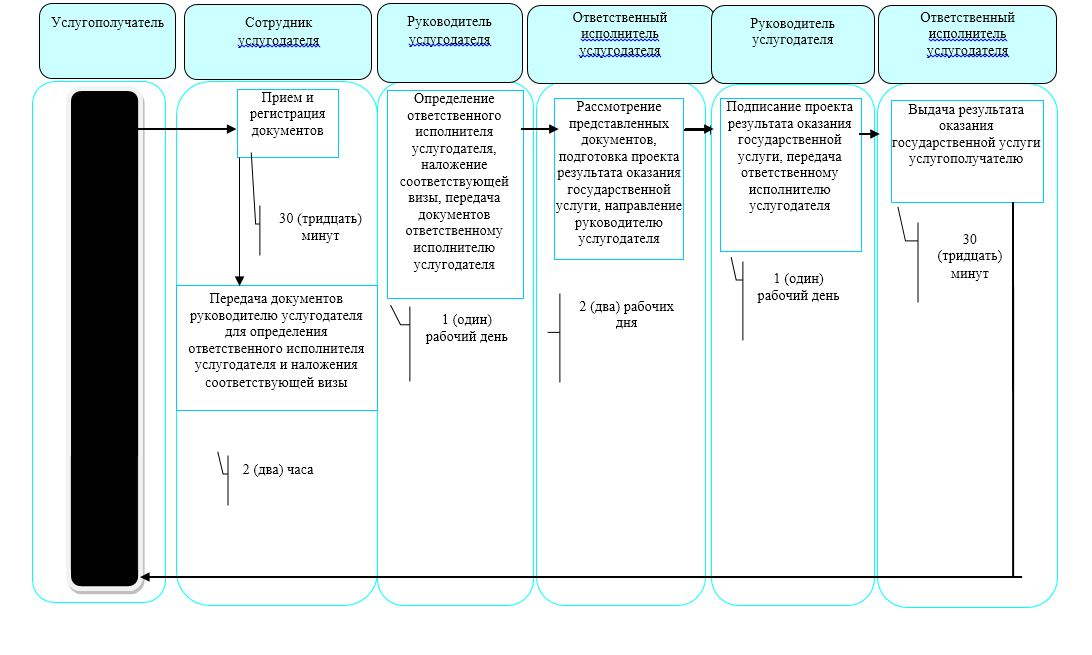 Услугополучатель
Сотрудник
услугодателя
Руководитель
услугодателя
Ответственный
исполнитель
услугодателя
Руководитель
услугодателя
Ответственный
исполнитель
услугодателя
Прием и
регистрация
документов
30 (тридцать)
минут
Передача документов
руководителю услугодателя
для определения
ответственного исполнителя
услугодателя и наложения
соответствующей визы
2 (два) часа
Определение
ответственного
исполнителя
услугодателя,
наложение
соответствующей
визы, передача
документов
ответственному
исполнителю
услугодателя
1 (один)
рабочий день
Рассмотрение
представленных
документов,
подготовка проекта
результата оказания
государственной
услуги, направление
руководителю
услугодателя
2 (два) рабочих
дня
Подписание проекта
результата оказания
государственной
услуги, передача
ответственному
исполнителю
услугодателя
1 (один)
рабочий день
Выдача результата
оказания
государственной услуги
услугополучателю
30
(тридцать)
минут